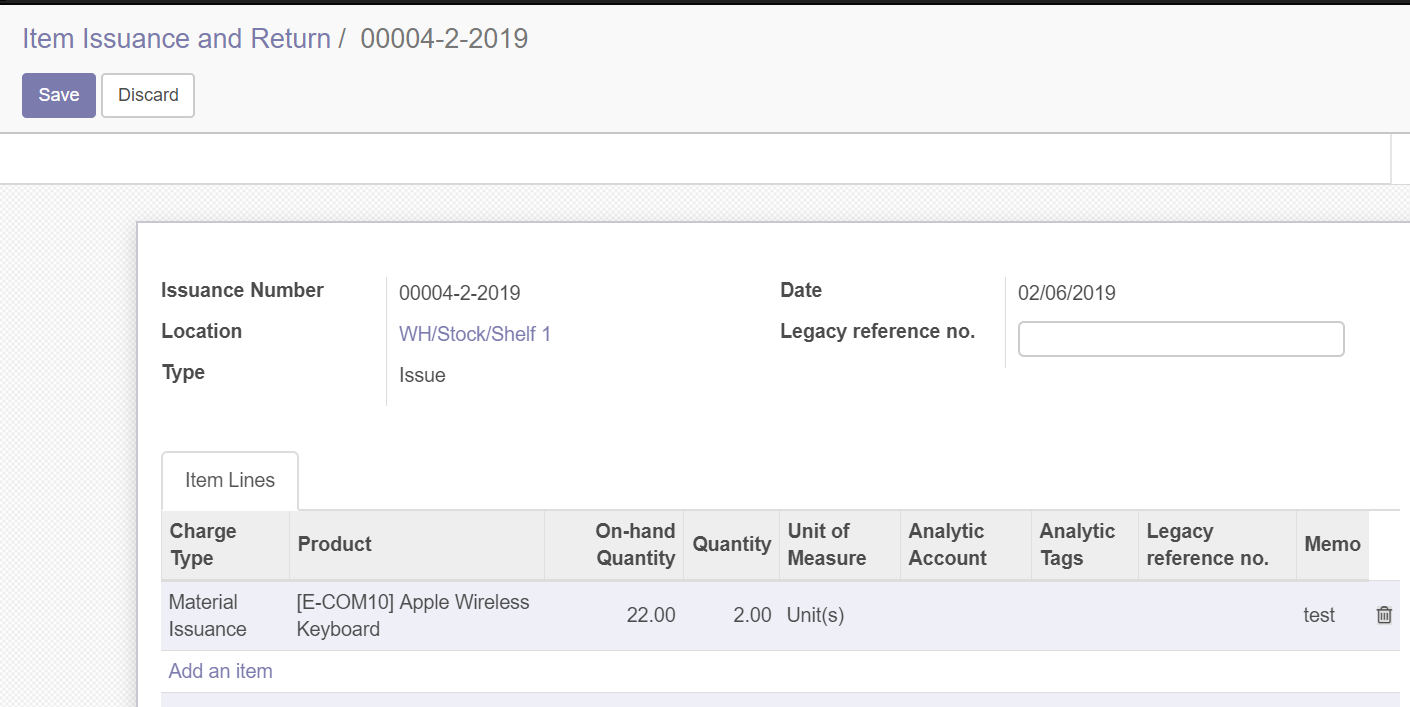 Item Issuance and Return / 00004-2-2019
Save Discard
Issuance Number 00004-2-2019 Date 02/06/2019
Location WH/Stock/Shelf 1 Legacy reference no.
Type Issue
Item Lines
Charge Type Product On-hand Quantity Quantity Unit of Measure Analytic Account Analytic Tags Legacy reference no. Memo
Material Issuance [E-COM10] Apple Wireless Keyboard 22.00 2.00 Unit(s) test
Add an item